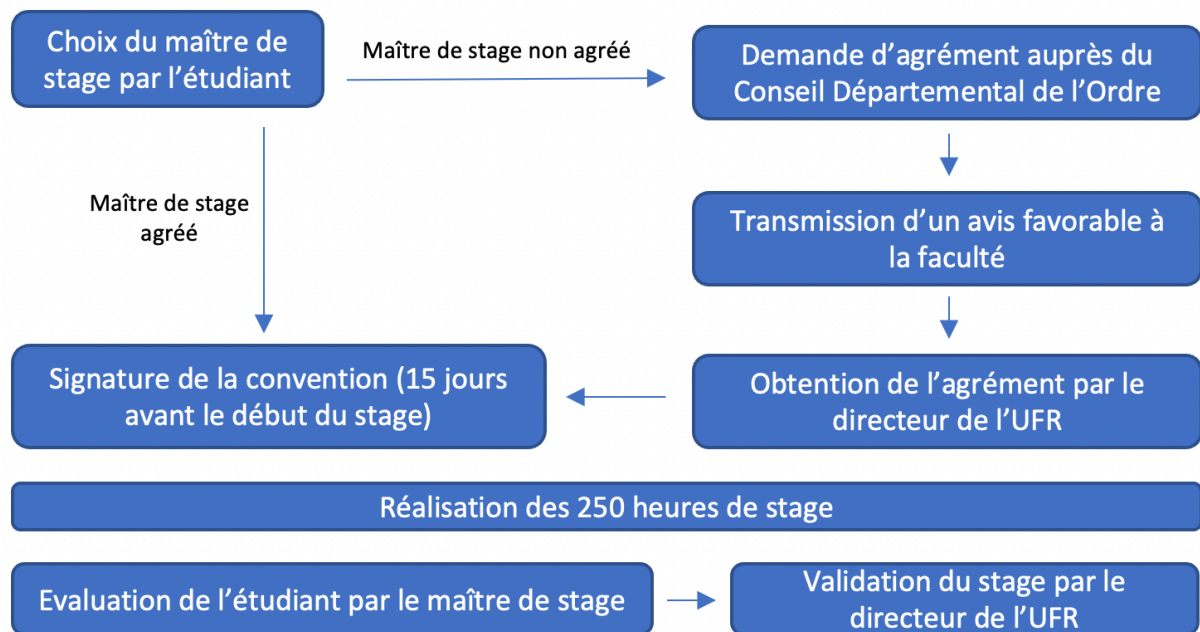 Choix du maître de
stage par l’étudiant
Maître de stage non agréé
Demande d’agrément auprès du
Conseil Départemental de l’Ordre
Maître de stage
agréé
Transmission d’un avis favorable à
la faculté
Signature de la convention (15 jours
avant le début du stage)
Obtention de l’agrément par le
directeur de l’UFR
Réalisation des 250 heures de stage
Evaluation de l’étudiant par le maître de stage
Validation du stage par le
directeur de l’UFR